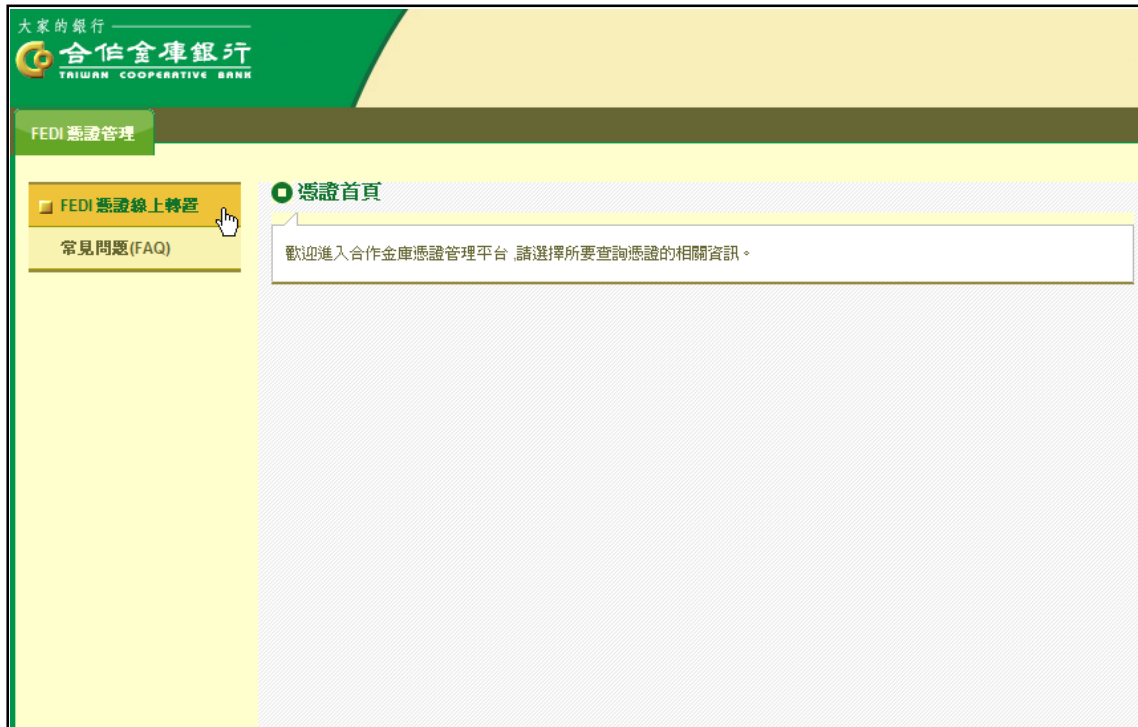 大家的銀行
合作金庫銀行
TAIWAN COOPERATIVE BANK
FEDI 憑證管理
FEDI 憑證線上轉置
常見問題(FAQ)
憑證首頁
歡迎進入合作金庫憑證管理平台 ,請選擇所要查詢憑證的相關資訊。